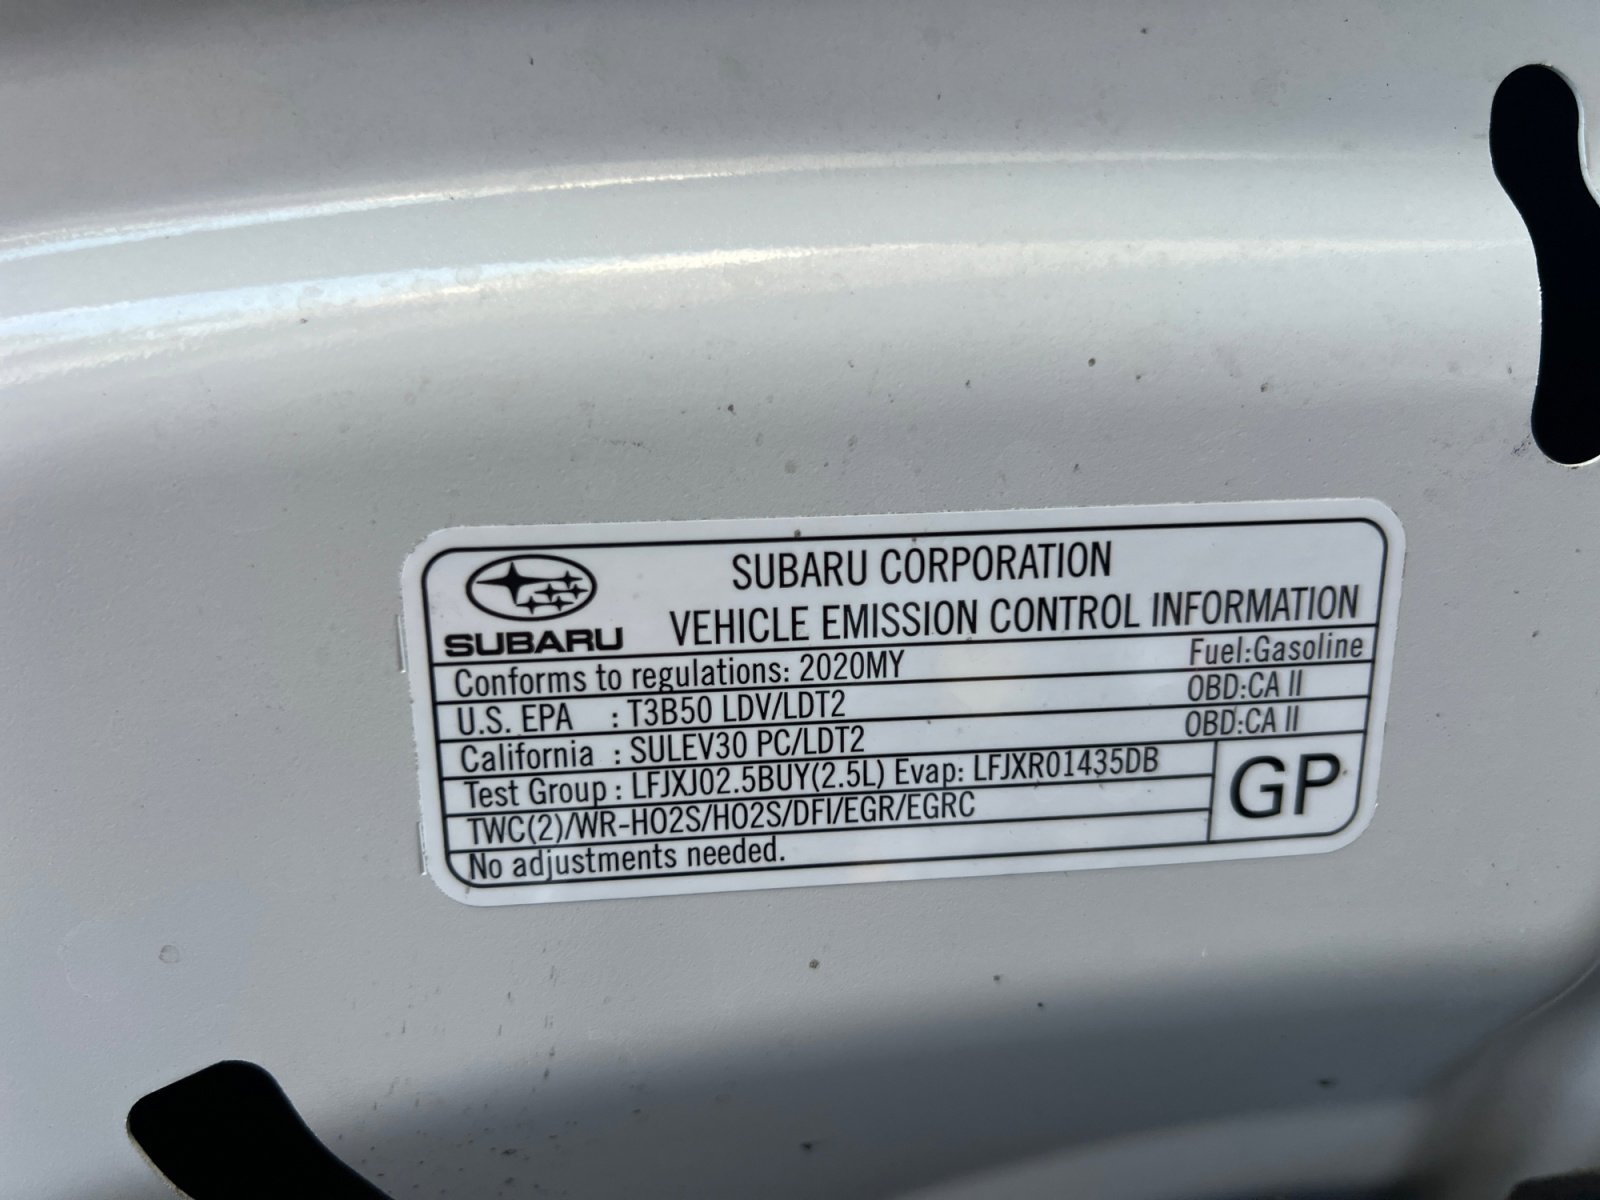 SUBARU CORPORATION
SUBARU VEHICLE EMISSION CONTROL INFORMATION
Conforms to regulations: 2020MY Fuel:Gasoline
U.S. EPA : T3B50 LDV/LDT2 OBD:CA II
California : SULEV30 PC/LDT2 OBD:CA II
Test Group : LFJXJ02.5BUY(2.5L) Evap: LFJXR01435DB
TWC(2)/WR-HO2S/HO2S/DFI/EGR/EGRC
GP
No adjustments needed.